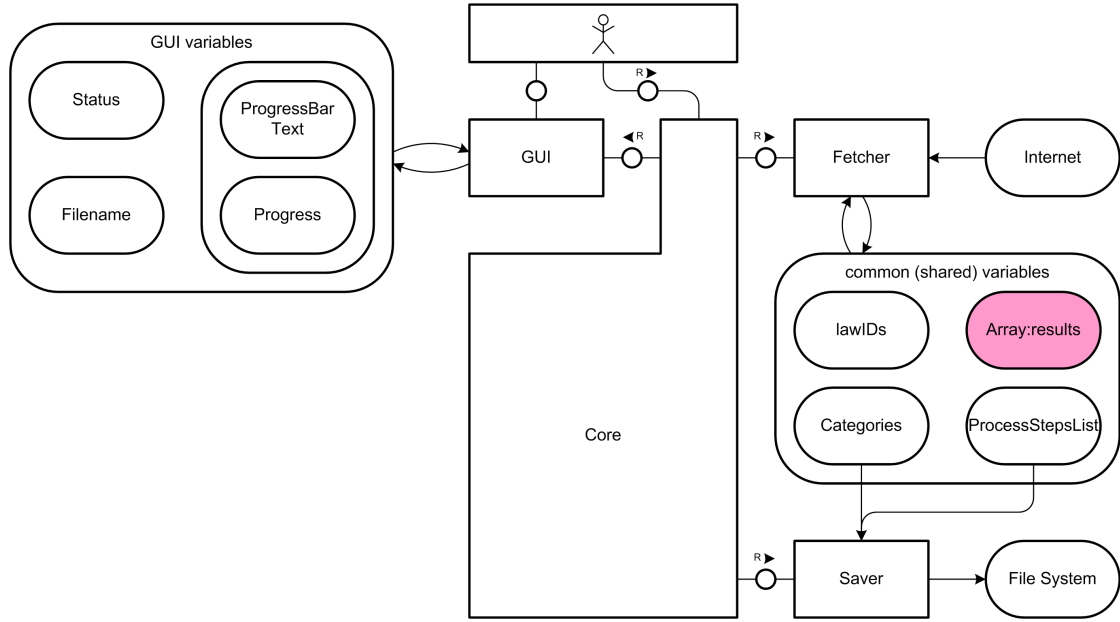 GUI variables
Status
ProgressBar
Text
Filename
Progress
R
GUI
R
R
Fetcher
Internet
common (shared) variables
lawIDs
Array:results
Categories
ProcessStepsList
Core
R
Saver
File System